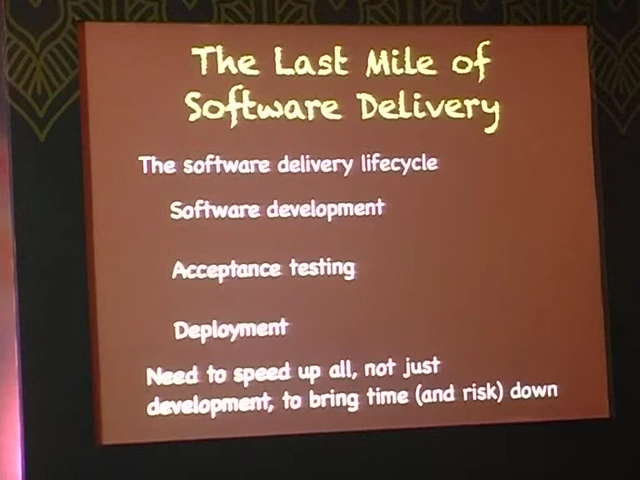 The Last Mile of
Software Delivery
The software delivery lifecycle
Software development
Acceptance testing
Deployment
Need to speed up all, not just
development, to bring time (and risk) down